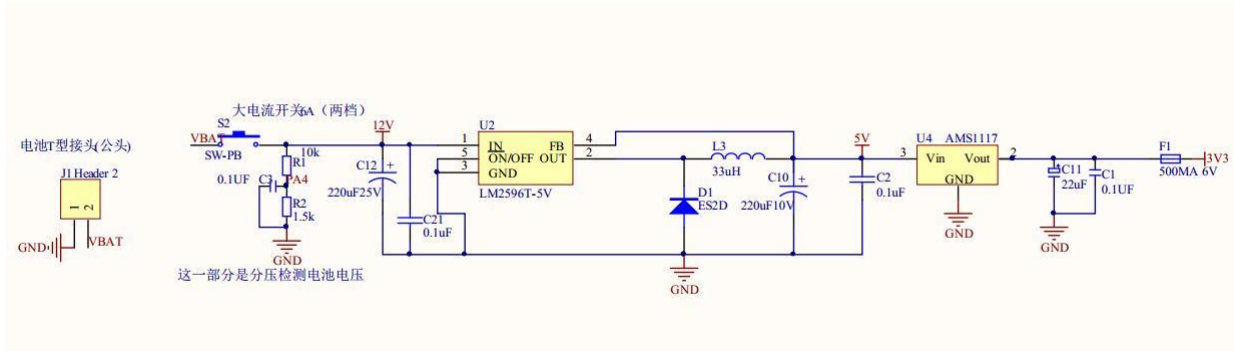 电池T型接头(公头)
J1 Header 2
1
2
GND
VBAT
大电流开关6A（两档）
S2
VBAT
SW-PB
R1
10k
0.1UF
C3
PA4
R2
1.5k
GND
这一部分是分压检测电池电压
12V
C12
220uF25V
C21
0.1uF
U2
1
IN
FB
4
5
ON/OFF
OUT
2
3
GND
LM2596T-5V
L3
33uH
D1
ES2D
C10
220uF10V
GND
5V
C2
0.1uF
U4
AMS1117
3
Vin
Vout
2
GND
GND
C11
22uF
C1
0.1UF
GND
F1
500MA 6V
3V3